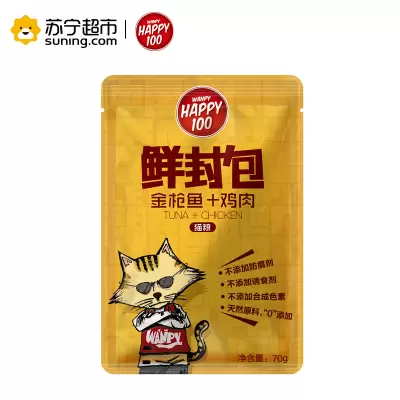 苏宁超市
suning.com
WANPY
HAPPY
100
WANPY
HAPPY
100
鲜封包
金枪鱼+鸡肉
TUNA + CHICKEN
猫粮
•不添加防腐剂
•不添加诱食剂
•不添加合成色素
•天然原料，“0”添加
WANPY
净含量：70g